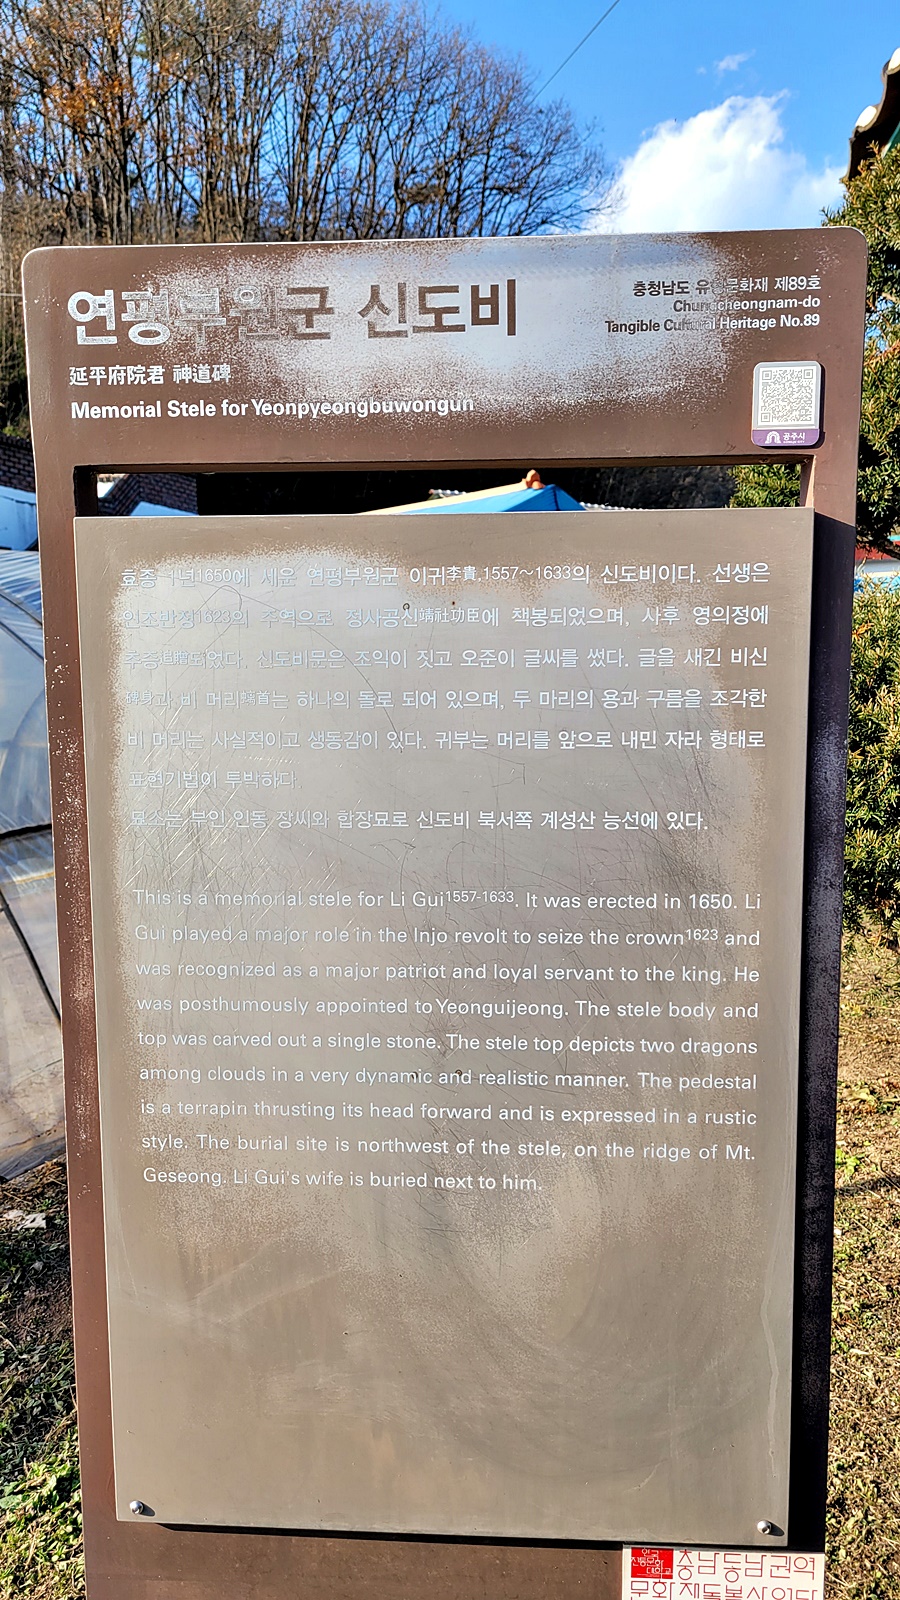 연평부원군 신도비
延平府院君 神道碑
Memorial Stele for Yeonpyeongbuwongun
충청남도 유형문화재 제89호
Chungcheongnam-do
Tangible Cultural Heritage No.89
공주시
효종 1년1650에 세운 연평부원군 이귀李貴,1557~1633의 신도비이다. 선생은
인조반정1623의 주역으로 정사공신靖社功臣에 책봉되었으며, 사후 영의정에
추증追贈되었다. 신도비문은 조익이 짓고 오준이 글씨를 썼다. 글을 새긴 비신
碑身과 비 머리螭首는 하나의 돌로 되어 있으며, 두 마리의 용과 구름을 조각한
비 머리는 사실적이고 생동감이 있다. 귀부는 머리를 앞으로 내민 자라 형태로
표현기법이 투박하다.
묘소는 부인 인동 장씨와 합장묘로 신도비 북서쪽 계성산 능선에 있다.
This is a memorial stele for Li Gui1557-1633. It was erected in 1650. Li
Gui played a major role in the Injo revolt to seize the crown1623 and
was recognized as a major patriot and loyal servant to the king. He
was posthumously appointed to Yeonguijeong. The stele body and
top was carved out a single stone. The stele top depicts two dragons
among clouds in a very dynamic and realistic manner. The pedestal
is a terrapin thrusting its head forward and is expressed in a rustic
style. The burial site is northwest of the stele, on the ridge of Mt.
Geseong. Li Gui's wife is buried next to him.
한국
전통문화
대학교
충남동남권역
문화재돌봄사업단